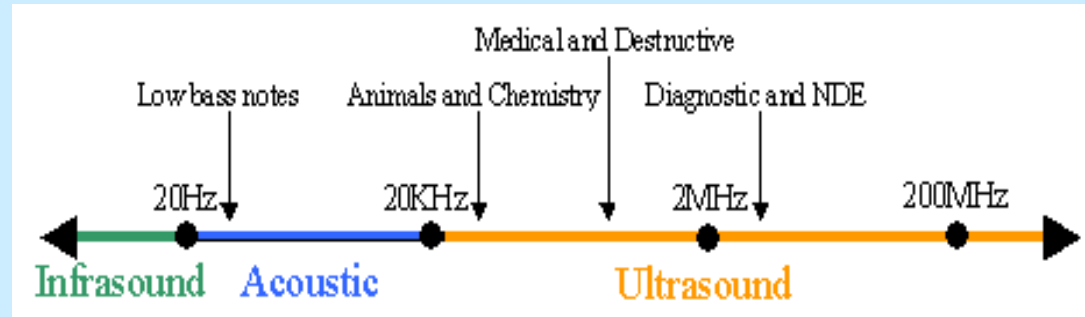 Medical and Destructive
Low bass notes Animals and Chemistry Diagnostic and NDE
20Hz 20KHz 2MHz 200MHz
Infrasound Acoustic Ultrasound